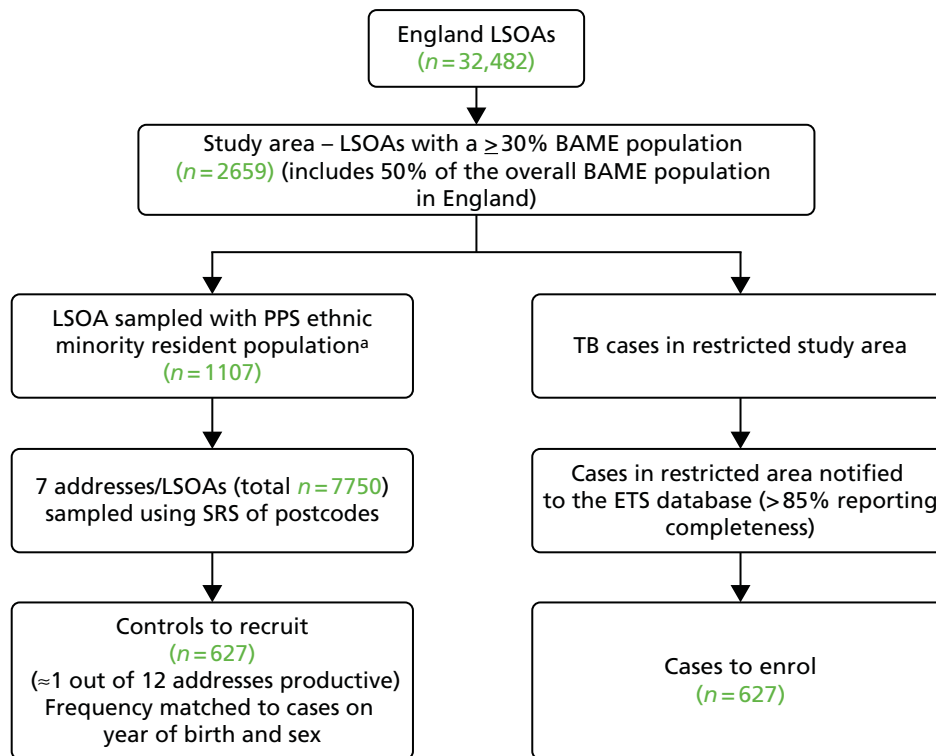 England LSOAs
(n=32,482)
Study area – LSOAs with a ≥30% BAME population
(n=2659) (includes 50% of the overall BAME population
in England)
LSOA sampled with PPS ethnic
minority resident populationᵃ
(n=1107)
7 addresses/LSOAs (total n=7750)
sampled using SRS of postcodes
Controls to recruit
(n=627)
(≈1 out of 12 addresses productive)
Frequency matched to cases on
year of birth and sex
TB cases in restricted study area
Cases in restricted area notified
to the ETS database (>85% reporting
completeness)
Cases to enrol
(n=627)